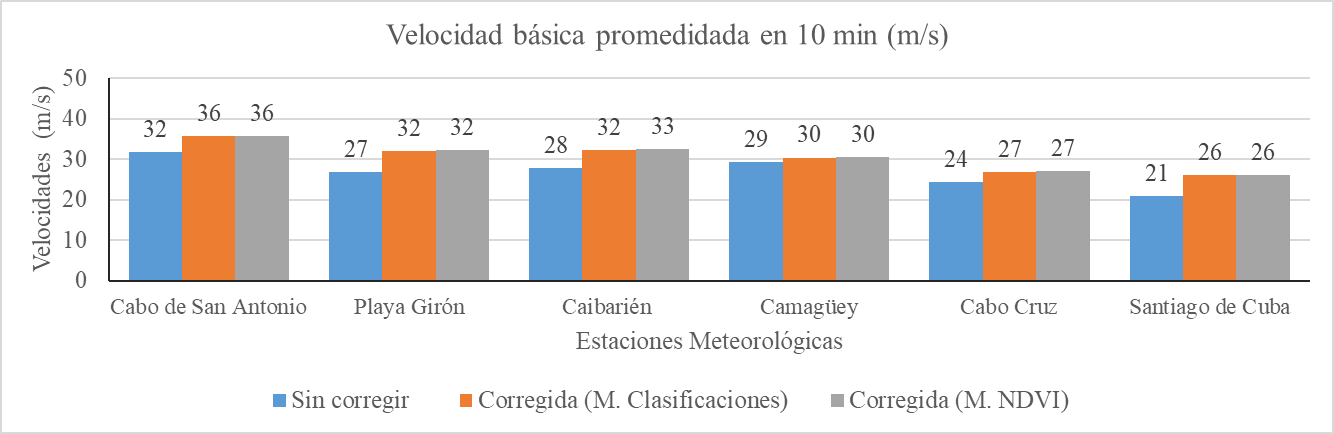 Velocidad básica promedidada en 10 min (m/s)
Velocidades (m/s)
50
40
30
20
10
0
32 36 36
27 32 32
28 32 33
29 30 30
24 27 27
21 26 26
Cabo de San Antonio Playa Girón Caibarién Camagüey Cabo Cruz Santiago de Cuba
Estaciones Meteorológicas
Sin corregir Corregida (M. Clasificaciones) Corregida (M. NDVI)